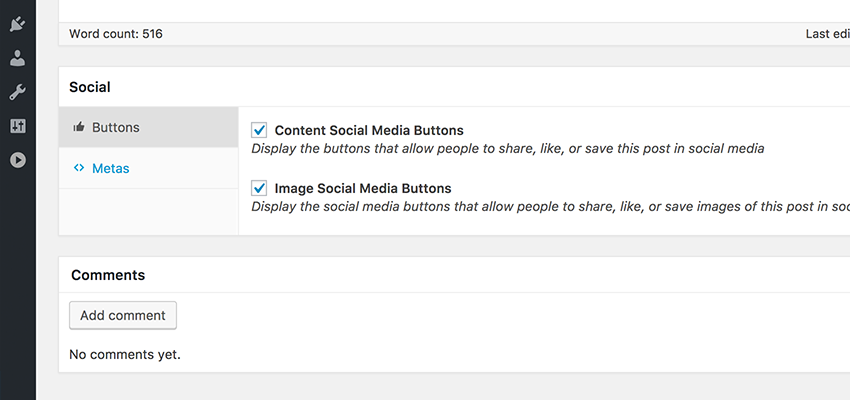 Word count: 516
Last edi
Social
Buttons
Metas
Content Social Media Buttons
Display the buttons that allow people to share, like, or save this post in social media
Image Social Media Buttons
Display the social media buttons that allow people to share, like, or save images of this post in soc
Comments
Add comment
No comments yet.